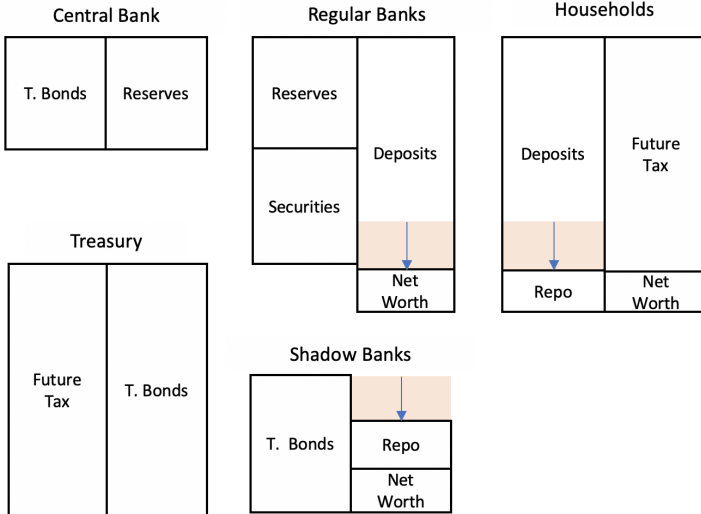 Central Bank
Regular Banks
Households
T. Bonds
Reserves
Reserves
Securities
Deposits
Net
Worth
Deposits
Repo
Future
Tax
Net
Worth
Treasury
Future
Tax
T. Bonds
Shadow Banks
T. Bonds
Repo
Net
Worth